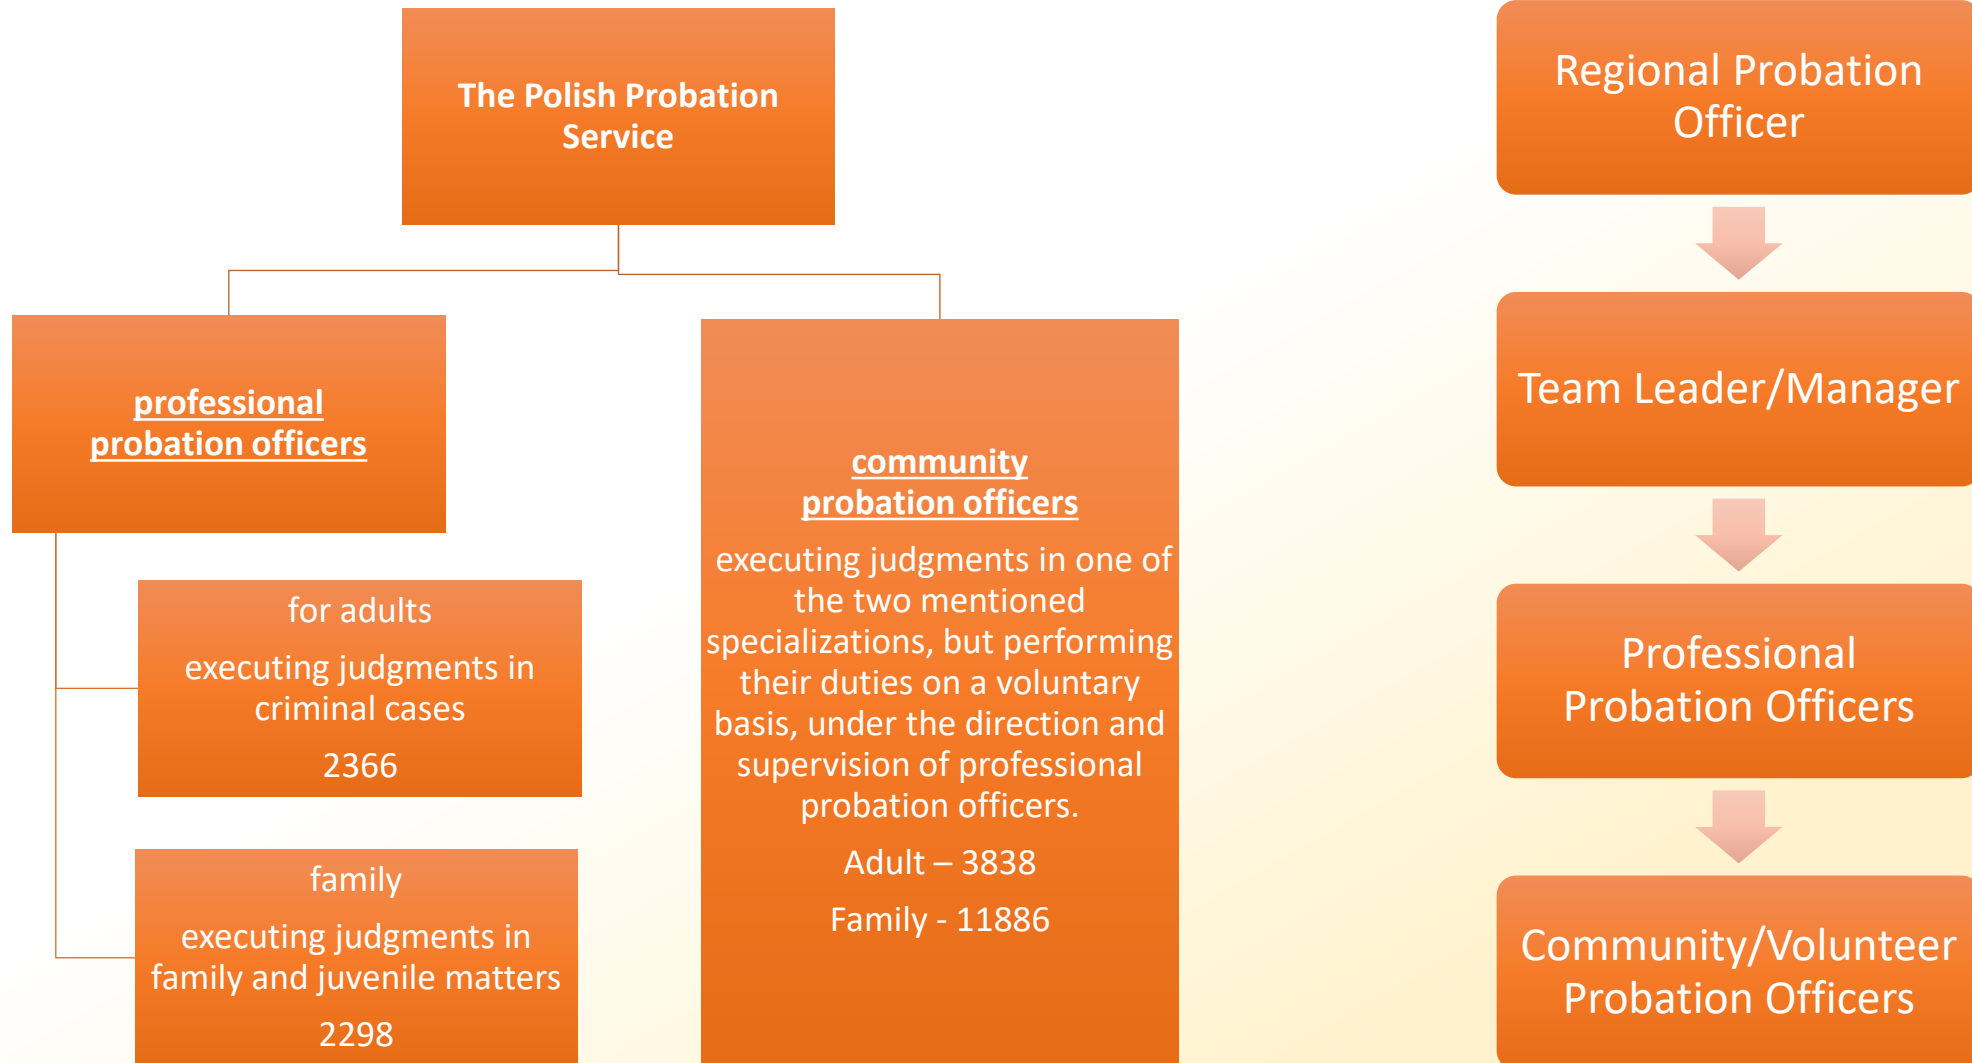 The Polish Probation
Service
professional
probation officers
for adults
executing judgments in
criminal cases
2366
family
executing judgments in
family and juvenile matters
2298
community
probation officers
executing judgments in one of
the two mentioned
specializations, but performing
their duties on a voluntary
basis, under the direction and
supervision of professional
probation officers.
Adult – 3838
Family - 11886
Regional Probation
Officer
Team Leader/Manager
Professional
Probation Officers
Community/Volunteer
Probation Officers